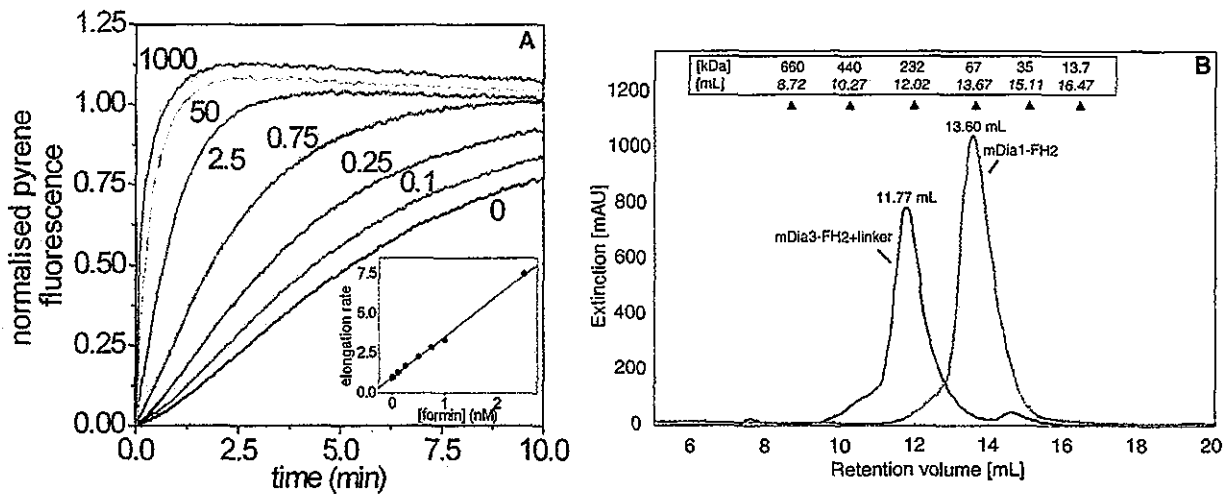 A
normalised pyrene
fluorescence
1.25
1.00
0.75
0.50
0.25
0.00
1000
50
2.5
0.75
0.25
0.1
0
elongation rate
7.5
5.0
2.5
0.0
0
1
2
[formin] (nM)
0.0
2.5
5.0
7.5
10.0
time (min)
B
[kDa] 660 440 232 67 35 13.7
[mL] 8.72 10.27 12.02 13.67 15.11 16.47
Extinction [mAU]
1200
1000
800
600
400
200
0
13.60 mL
mDia1-FH2
11.77 mL
mDia3-FH2+linker
6 8 10 12 14 16 18 20
Retention volume [mL]